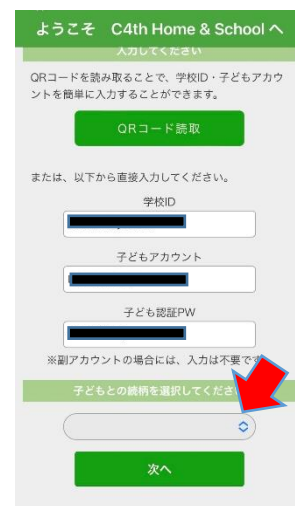 ようこそ C4th Home & School へ
入力してください
QRコードを読み取ることで、学校ID・子どもアカウ
ントを簡単に入力することができます。
QRコード読取
または、以下から直接入力してください。
学校ID
子どもアカウント
子ども認証PW
※副アカウントの場合には、入力は不要です
子どもとの続柄を選択してくださ
次へ